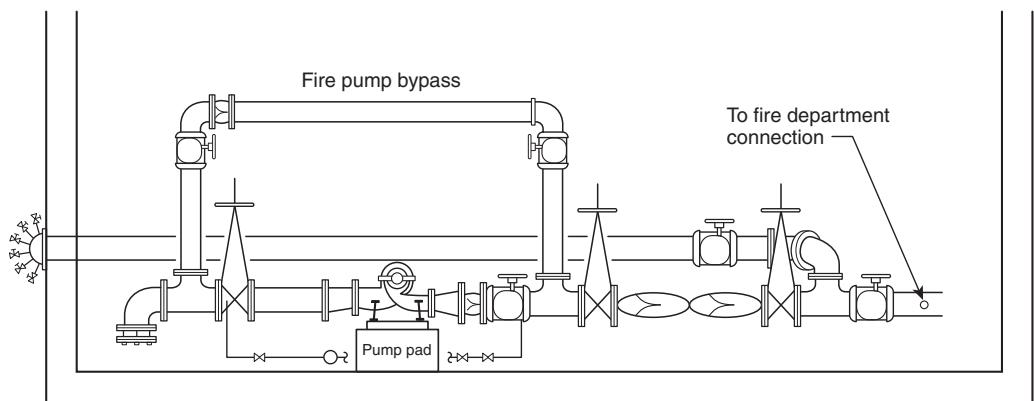 Fire pump bypass
To fire department
connection
Pump pad